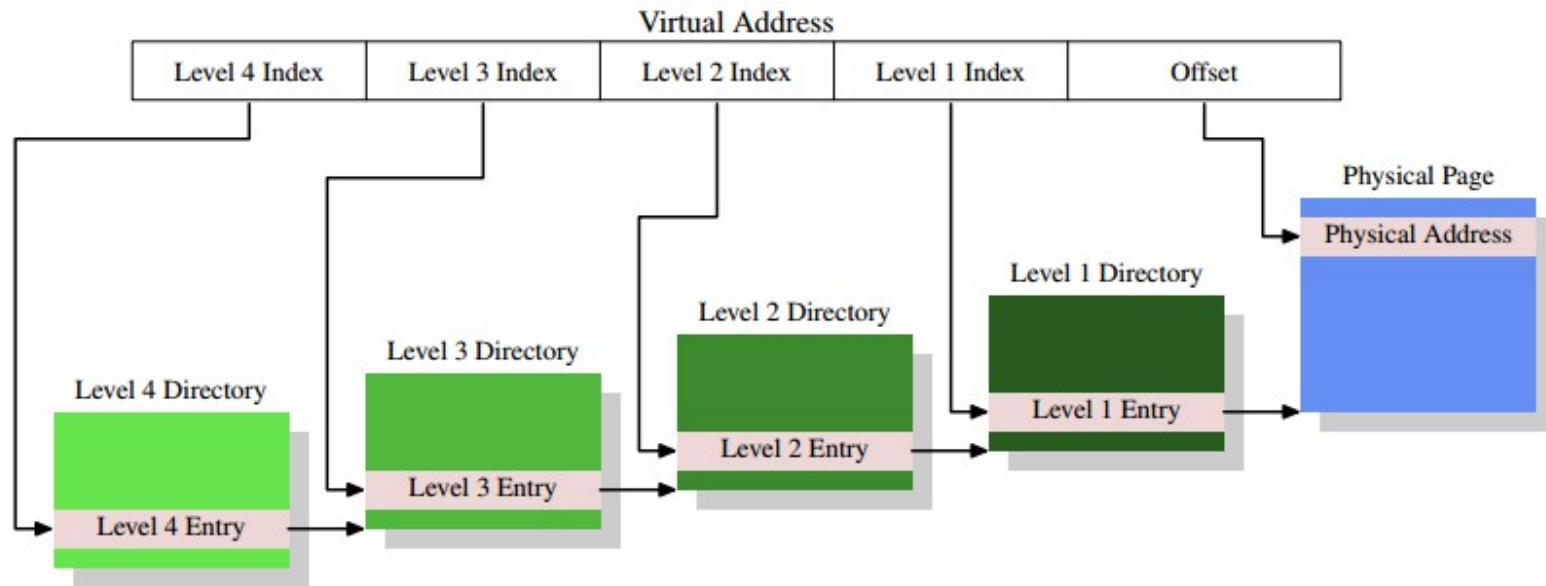 Virtual Address
Level 4 Index
Level 3 Index
Level 2 Index
Level 1 Index
Offset
Physical Page
Physical Address
Level 1 Directory
Level 1 Entry
Level 2 Directory
Level 2 Entry
Level 3 Directory
Level 3 Entry
Level 4 Directory
Level 4 Entry